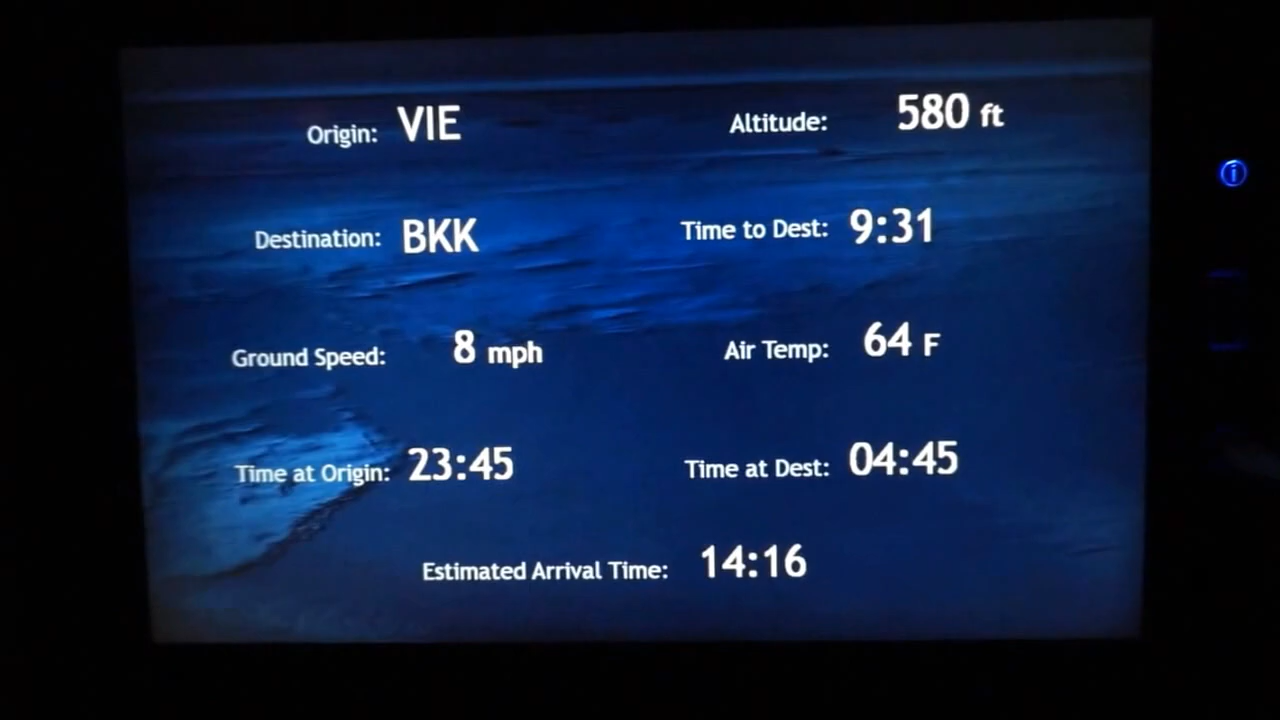 Origin: VIE Altitude: 580 ft
Destination: BKK Time to Dest: 9:31
Ground Speed: 8 mph Air Temp: 64 F
Time at Origin: 23:45 Time at Dest: 04:45
Estimated Arrival Time: 14:16
i